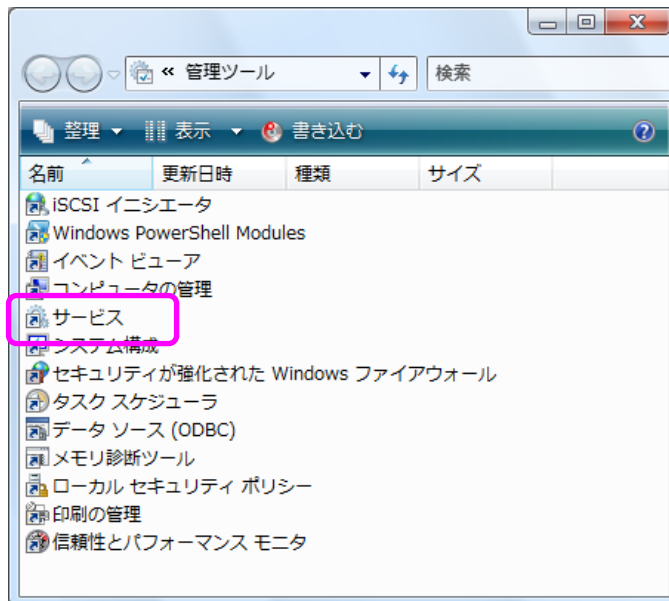 « 管理ツール
検索
整理 表示 書き込む
名前 更新日時 種類 サイズ
iSCSI イニシエータ
Windows PowerShell Modules
イベント ビューア
コンピュータの管理
サービス
システム構成
セキュリティが強化された Windows ファイアウォール
タスク スケジューラ
データ ソース (ODBC)
メモリ診断ツール
ローカル セキュリティ ポリシー
印刷の管理
信頼性とパフォーマンス モニタ